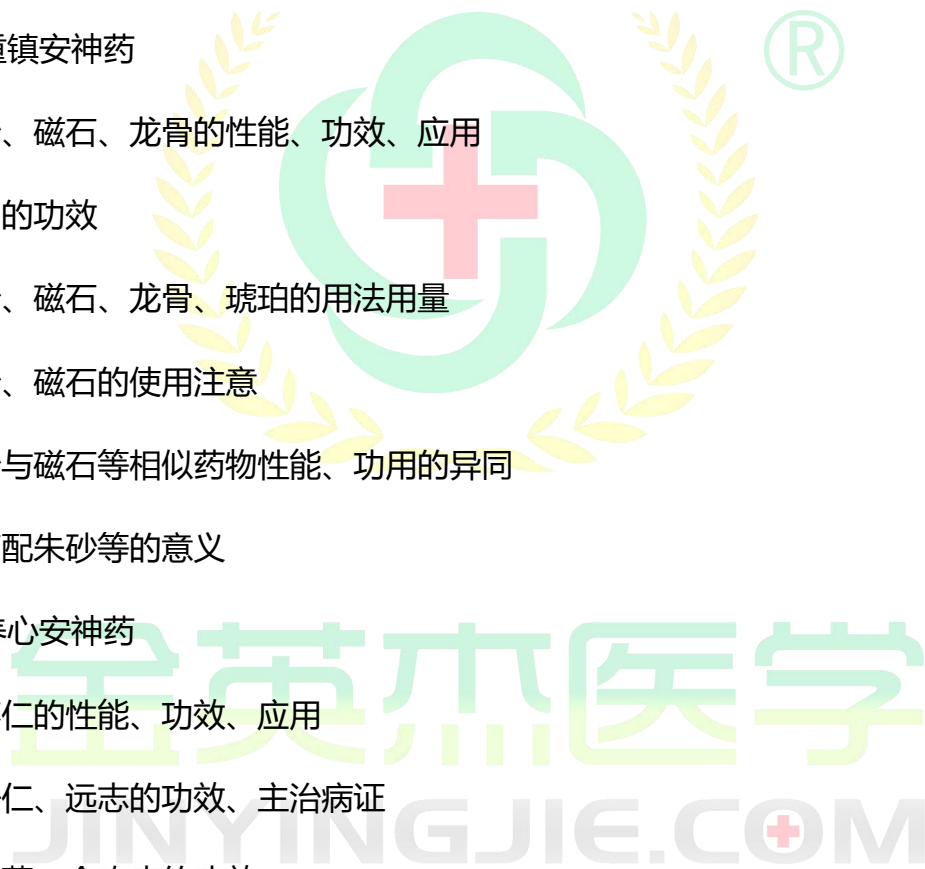 重镇安神药
、磁石、龙骨的性能、功效、应用
的功效
、磁石、龙骨、琥珀的用法用量
、磁石的使用注意
与磁石等相似药物性能、功用的异同
配朱砂等的意义
养心安神药
仁的性能、功效、应用
仁、远志的功效、主治病证
金英杰医学
JINYINGJIE.COM
®